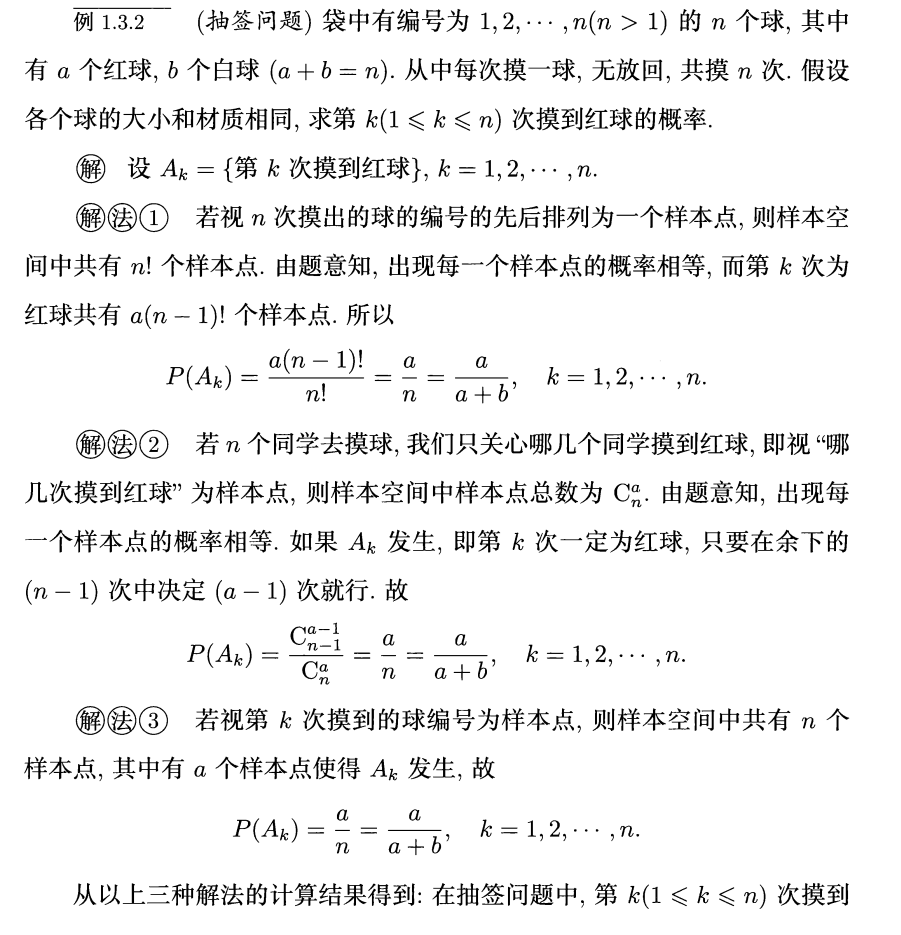 例 1.3.2 (抽签问题) 袋中有编号为 1, 2, ⋯ , n(n > 1) 的 n 个球, 其中
有 a 个红球, b 个白球 (a + b = n). 从中每次摸一球, 无放回, 共摸 n 次. 假设
各个球的大小和材质相同, 求第 k(1 ⩽ k ⩽ n) 次摸到红球的概率.
解 设 A_k = {第 k 次摸到红球}, k = 1, 2, ⋯ , n.
解法① 若视 n 次摸出的球的编号的先后排列为一个样本点, 则样本空
间中共有 n! 个样本点. 由题意知, 出现每一个样本点的概率相等, 而第 k 次为
红球共有 a(n − 1)! 个样本点. 所以
P(A_k) = \frac{a(n − 1)!}{n!} = \frac{a}{n} = \frac{a}{a + b}, k = 1, 2, ⋯ , n.
解法② 若 n 个同学去摸球, 我们只关心哪几个同学摸到红球, 即视 “哪
几次摸到红球” 为样本点, 则样本空间中样本点总数为 C_n^a. 由题意知, 出现每
一个样本点的概率相等. 如果 A_k 发生, 即第 k 次一定为红球, 只要在余下的
(n − 1) 次中决定 (a − 1) 次就行. 故
P(A_k) = \frac{C_{n−1}^{a−1}}{C_n^a} = \frac{a}{n} = \frac{a}{a + b}, k = 1, 2, ⋯ , n.
解法③ 若视第 k 次摸到的球编号为样本点, 则样本空间中共有 n 个
样本点, 其中有 a 个样本点使得 A_k 发生, 故
P(A_k) = \frac{a}{n} = \frac{a}{a + b}, k = 1, 2, ⋯ , n.
从以上三种解法的计算结果得到: 在抽签问题中, 第 k(1 ⩽ k ⩽ n) 次摸到